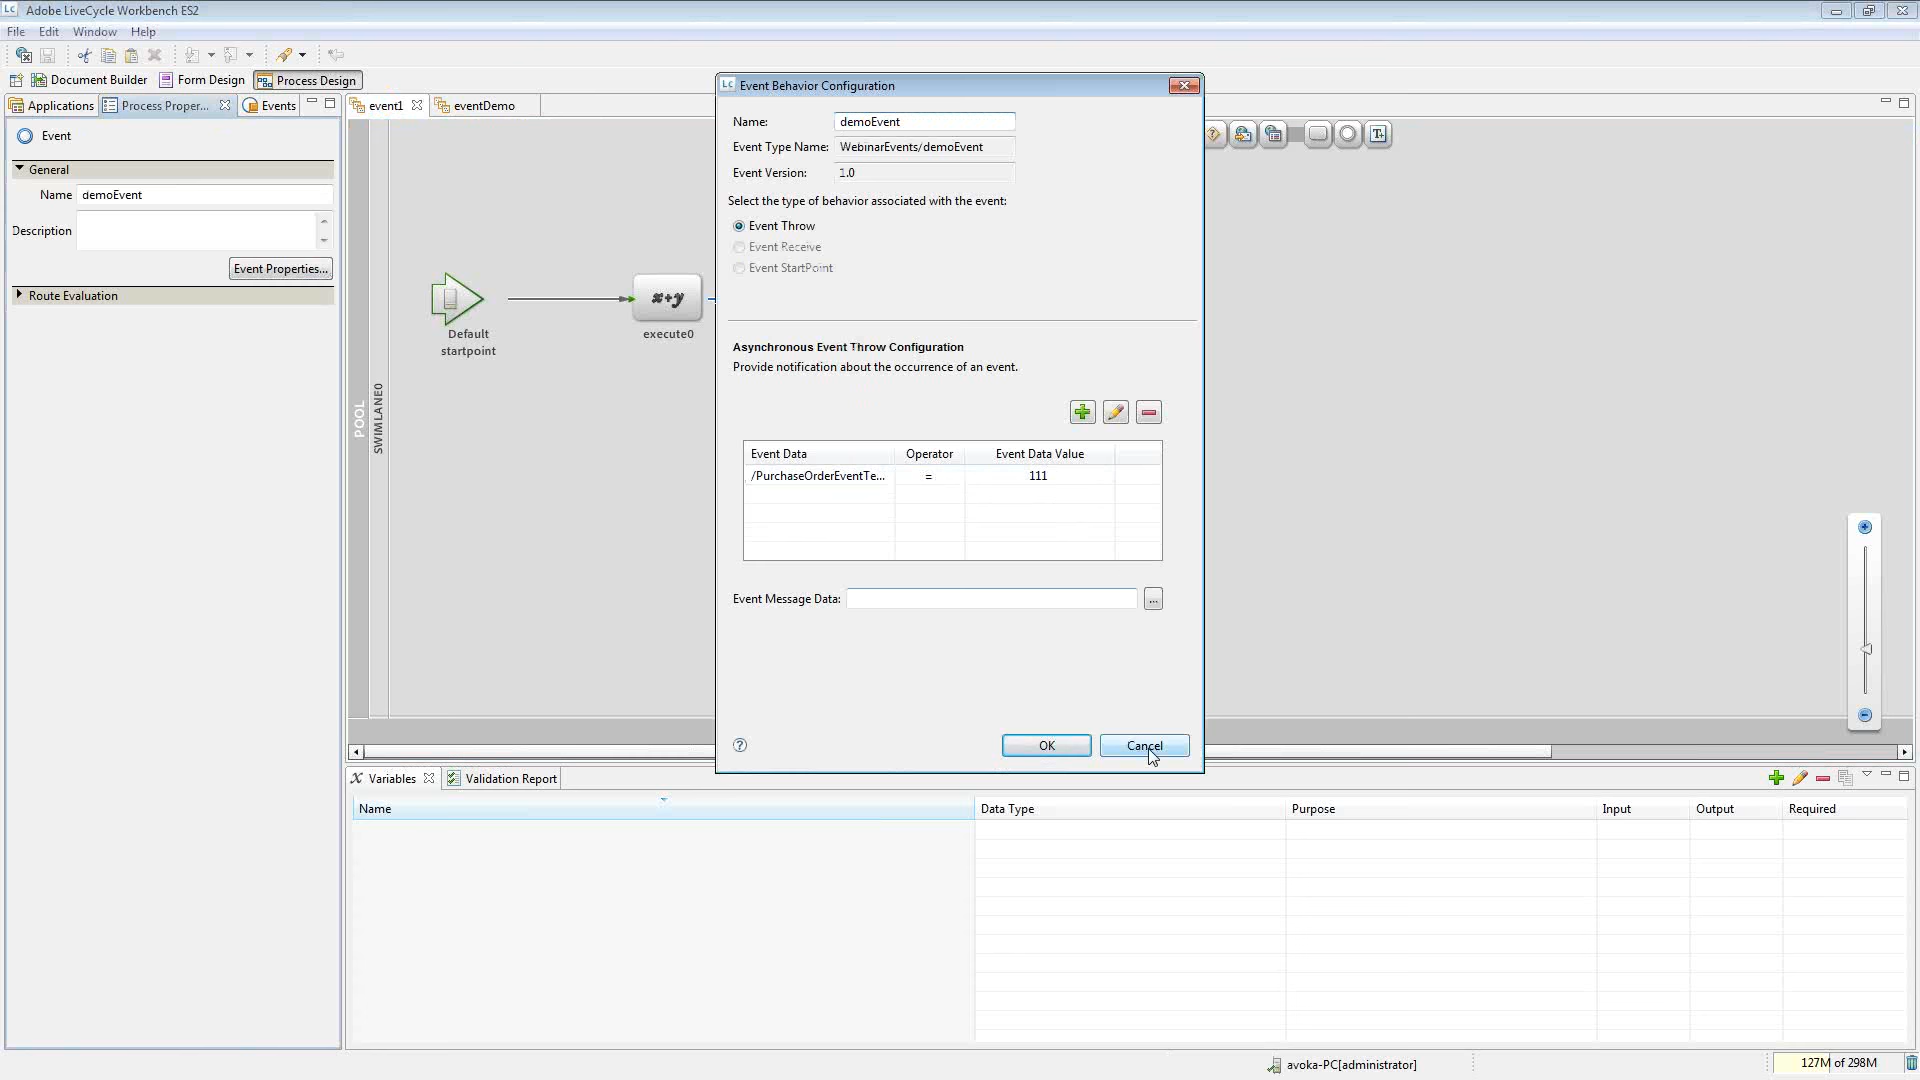 Lc Adobe LiveCycle Workbench ES2
File Edit Window Help
Document Builder Form Design Process Design
Applications Process Proper... Events event1 eventDemo
Event
General
Name demoEvent
Description
Event Properties...
Route Evaluation
POOL
SWIMLANE0
Default
startpoint
x+y
execute0
Lc Event Behavior Configuration
Name: demoEvent
Event Type Name: WebinarEvents/demoEvent
Event Version: 1.0
Select the type of behavior associated with the event:
Event Throw
Event Receive
Event StartPoint
Asynchronous Event Throw Configuration
Provide notification about the occurrence of an event.
Event Data Operator Event Data Value
/PurchaseOrderEventTe... = 111
Event Message Data: ...
? OK Cancel
Variables Validation Report
Name Data Type Purpose Input Output Required
avoka-PC[administrator] 127M of 298M